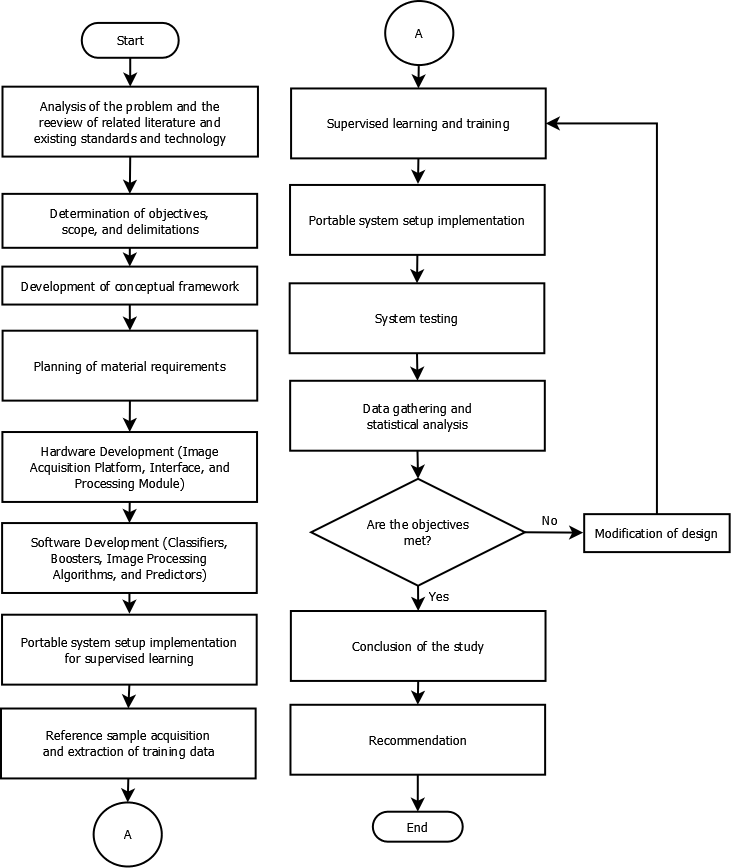 Start
Analysis of the problem and the
reeview of related literature and
existing standards and technology
Determination of objectives,
scope, and delimitations
Development of conceptual framework
Planning of material requirements
Hardware Development (Image
Acquisition Platform, Interface, and
Processing Module)
Software Development (Classifiers,
Boosters, Image Processing
Algorithms, and Predictors)
Portable system setup implementation
for supervised learning
Reference sample acquisition
and extraction of training data
A
A
Supervised learning and training
Portable system setup implementation
System testing
Data gathering and
statistical analysis
Are the objectives
met?
No
Modification of design
Yes
Conclusion of the study
Recommendation
End